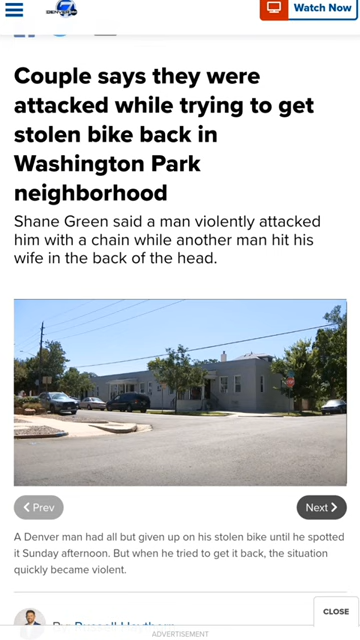 DENVER 7
Watch Now
Couple says they were
attacked while trying to get
stolen bike back in
Washington Park
neighborhood
Shane Green said a man violently attacked
him with a chain while another man hit his
wife in the back of the head.
Prev
Next
A Denver man had all but given up on his stolen bike until he spotted
it Sunday afternoon. But when he tried to get it back, the situation
quickly became violent.
CLOSE
ADVERTISEMENT